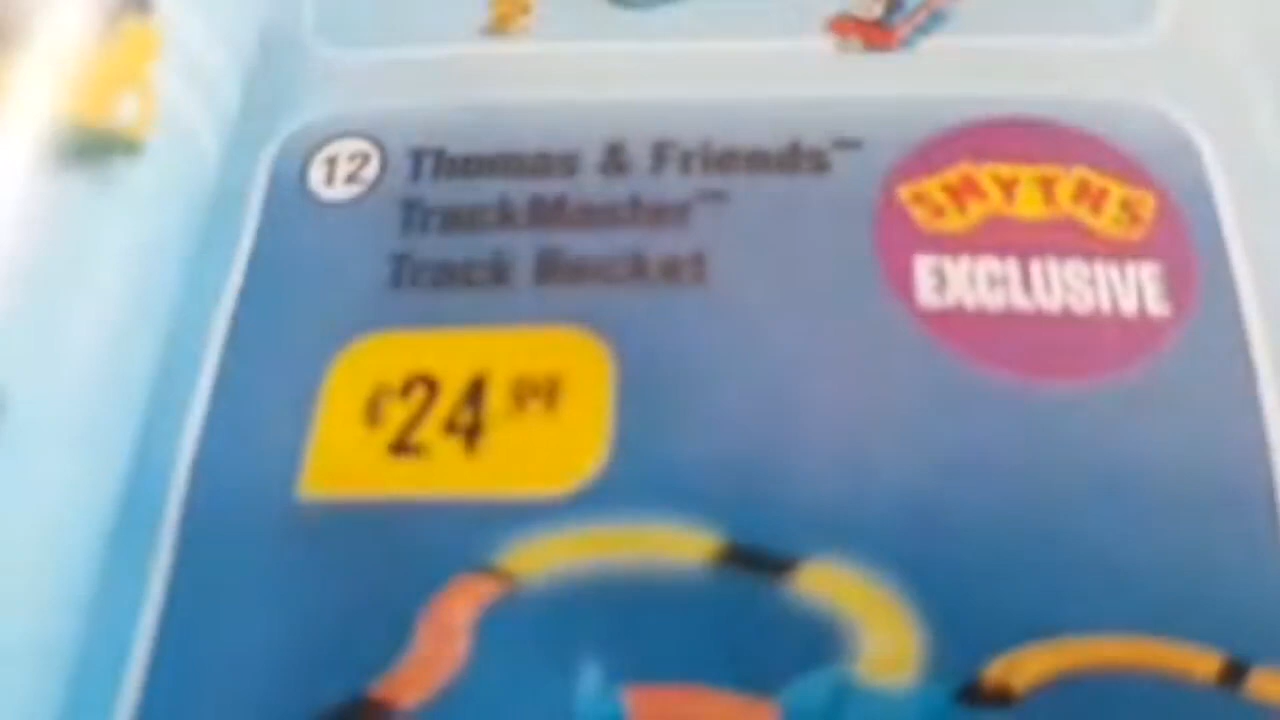 12 Thomas & Friends™
TrackMaster™
Track Bucket
SMYTHS
EXCLUSIVE
24.99